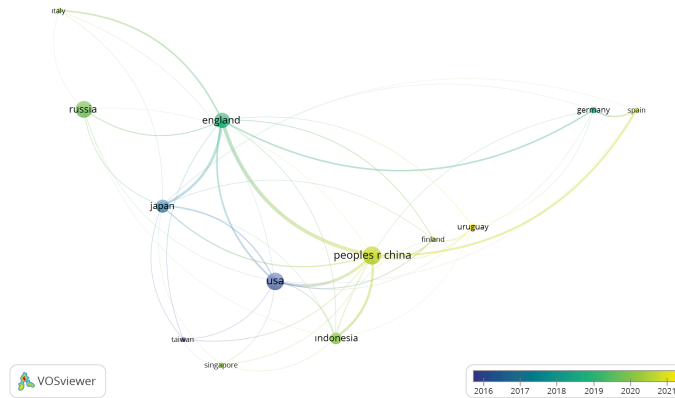 italy
russia
england
germany
spain
japan
uruguay
finland
peoples r china
usa
taiwan
indonesia
singapore
VOSviewer
2016 2017 2018 2019 2020 2021